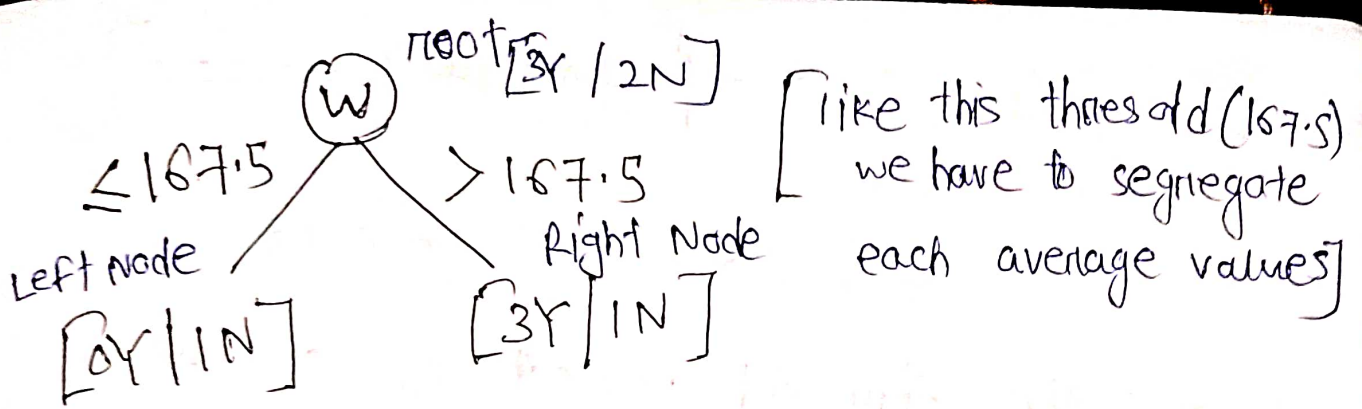 root [3Y / 2N]
W
≤167.5
>167.5
Left Node
Right Node
[0Y/1N]
[3Y/1N]
[like this thresold (167.5)
we have to segregate
each average values]